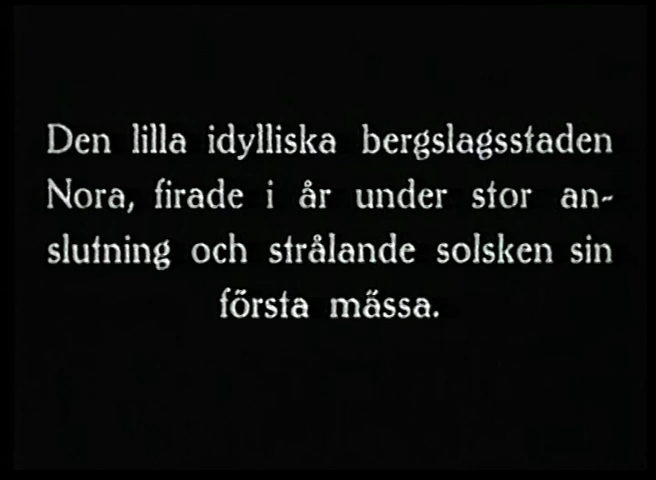 Den lilla idylliska bergslagsstaden
Nora, firade i år under stor an-
slutning och strålande solsken sin
första mässa.